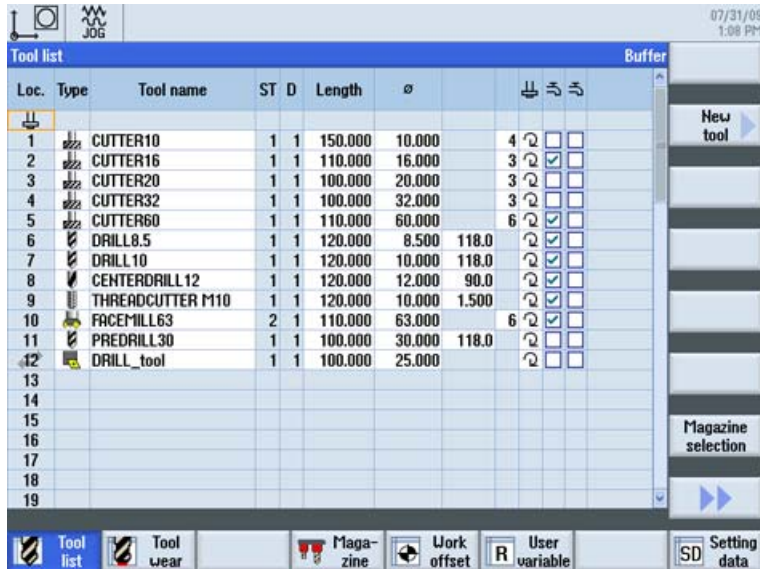 JOG
07/31/09
1:08 PM
Tool list Buffer
Loc. Type Tool name ST D Length ø
1 CUTTER10 1 1 150.000 10.000 4
2 CUTTER16 1 1 110.000 16.000 3
3 CUTTER20 1 1 100.000 20.000 3
4 CUTTER32 1 1 100.000 32.000 3
5 CUTTER60 1 1 110.000 60.000 6
6 DRILL8.5 1 1 120.000 8.500 118.0
7 DRILL10 1 1 120.000 10.000 118.0
8 CENTERDRILL12 1 1 120.000 12.000 90.0
9 THREADCUTTER M10 1 1 120.000 10.000 1.500
10 FACEMILL63 2 1 110.000 63.000 6
11 PREDRILL30 1 1 100.000 30.000 118.0
12 DRILL_tool 1 1 100.000 25.000
13
14
15
16
17
18
19
New
tool
Magazine
selection
Tool
list
Tool
wear
Maga-
zine
Work
offset
R User
variable
SD Setting
data